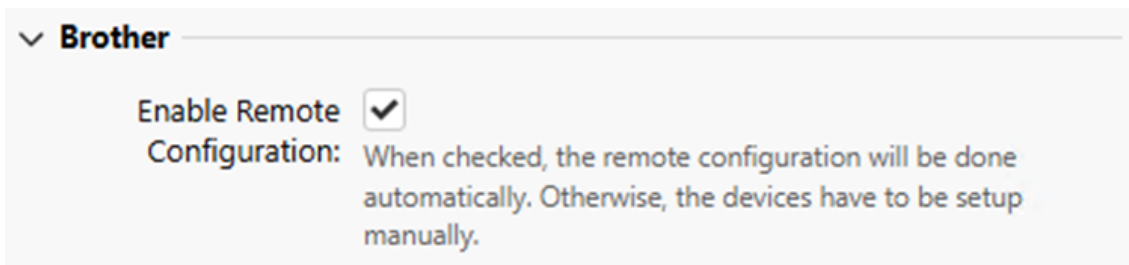 Brother
Enable Remote
Configuration:
When checked, the remote configuration will be done
automatically. Otherwise, the devices have to be setup
manually.